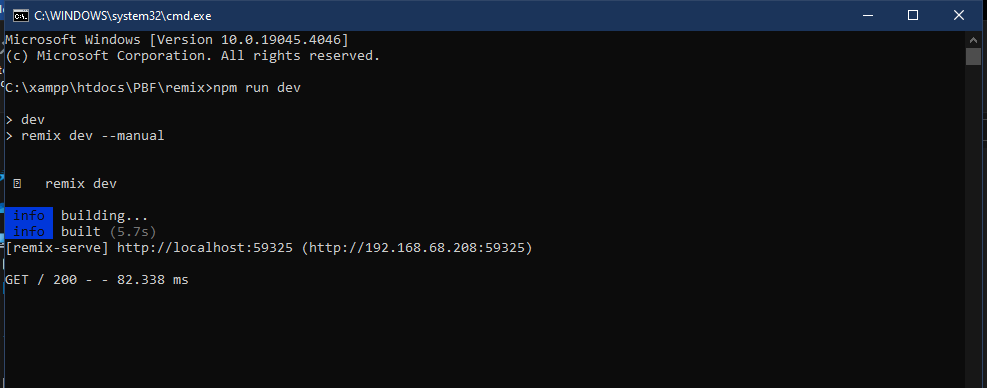 C:\WINDOWS\system32\cmd.exe
Microsoft Windows [Version 10.0.19045.4046]
(c) Microsoft Corporation. All rights reserved.
C:\xampp\htdocs\PBF\remix>npm run dev
> dev
> remix dev --manual
remix dev
info building...
info built (5.7s)
[remix-serve] http://localhost:59325 (http://192.168.68.208:59325)
GET / 200 - - 82.338 ms